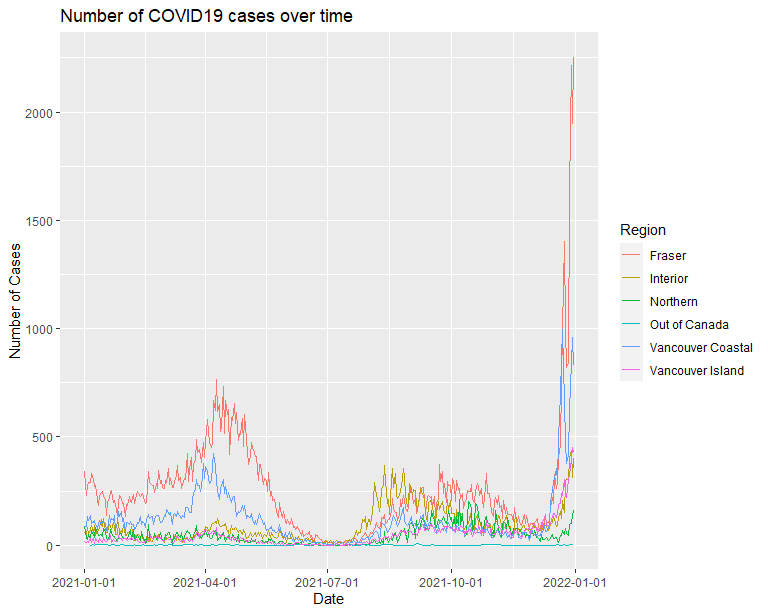 Number of COVID19 cases over time
Number of Cases
2000
1500
1000
500
0
2021-01-01
2021-04-01
2021-07-01
2021-10-01
2022-01-01
Date
Region
Fraser
Interior
Northern
Out of Canada
Vancouver Coastal
Vancouver Island